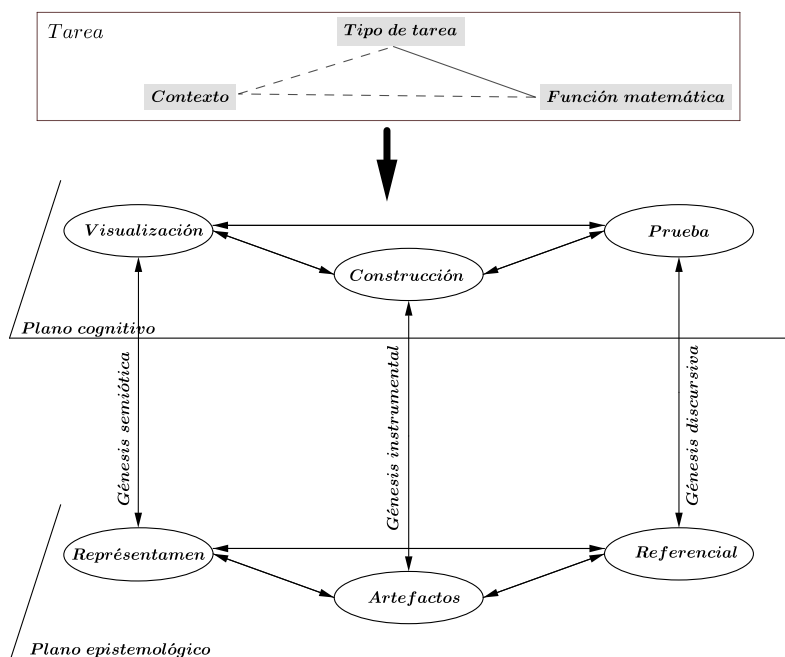 Tarea
Tipo de tarea
Contexto
Función matemática
Visualización
Prueba
Construcción
Plano cognitivo
Génesis semiótica
Génesis instrumental
Génesis discursiva
Représentamen
Referencial
Artefactos
Plano epistemológico